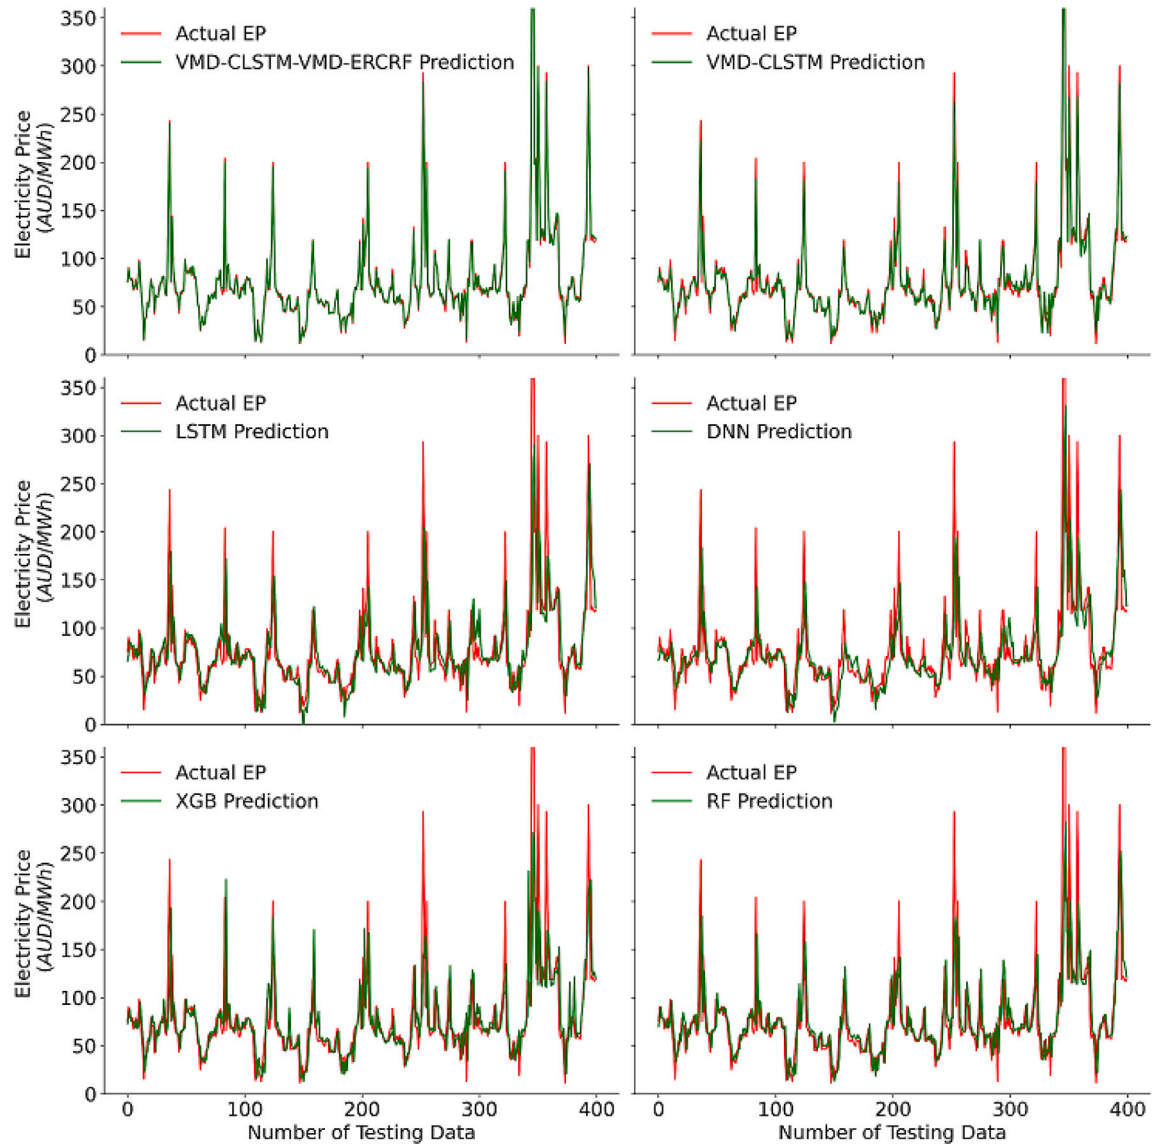 350
300
250
200
150
100
50
0
Electricity Price
(AUD/MWh)
Actual EP
VMD-CLSTM-VMD-ERCRF Prediction
Actual EP
VMD-CLSTM Prediction
350
300
250
200
150
100
50
0
Electricity Price
(AUD/MWh)
Actual EP
LSTM Prediction
Actual EP
DNN Prediction
350
300
250
200
150
100
50
0
Electricity Price
(AUD/MWh)
Actual EP
XGB Prediction
Actual EP
RF Prediction
0 100 200 300 400
Number of Testing Data
0 100 200 300 400
Number of Testing Data